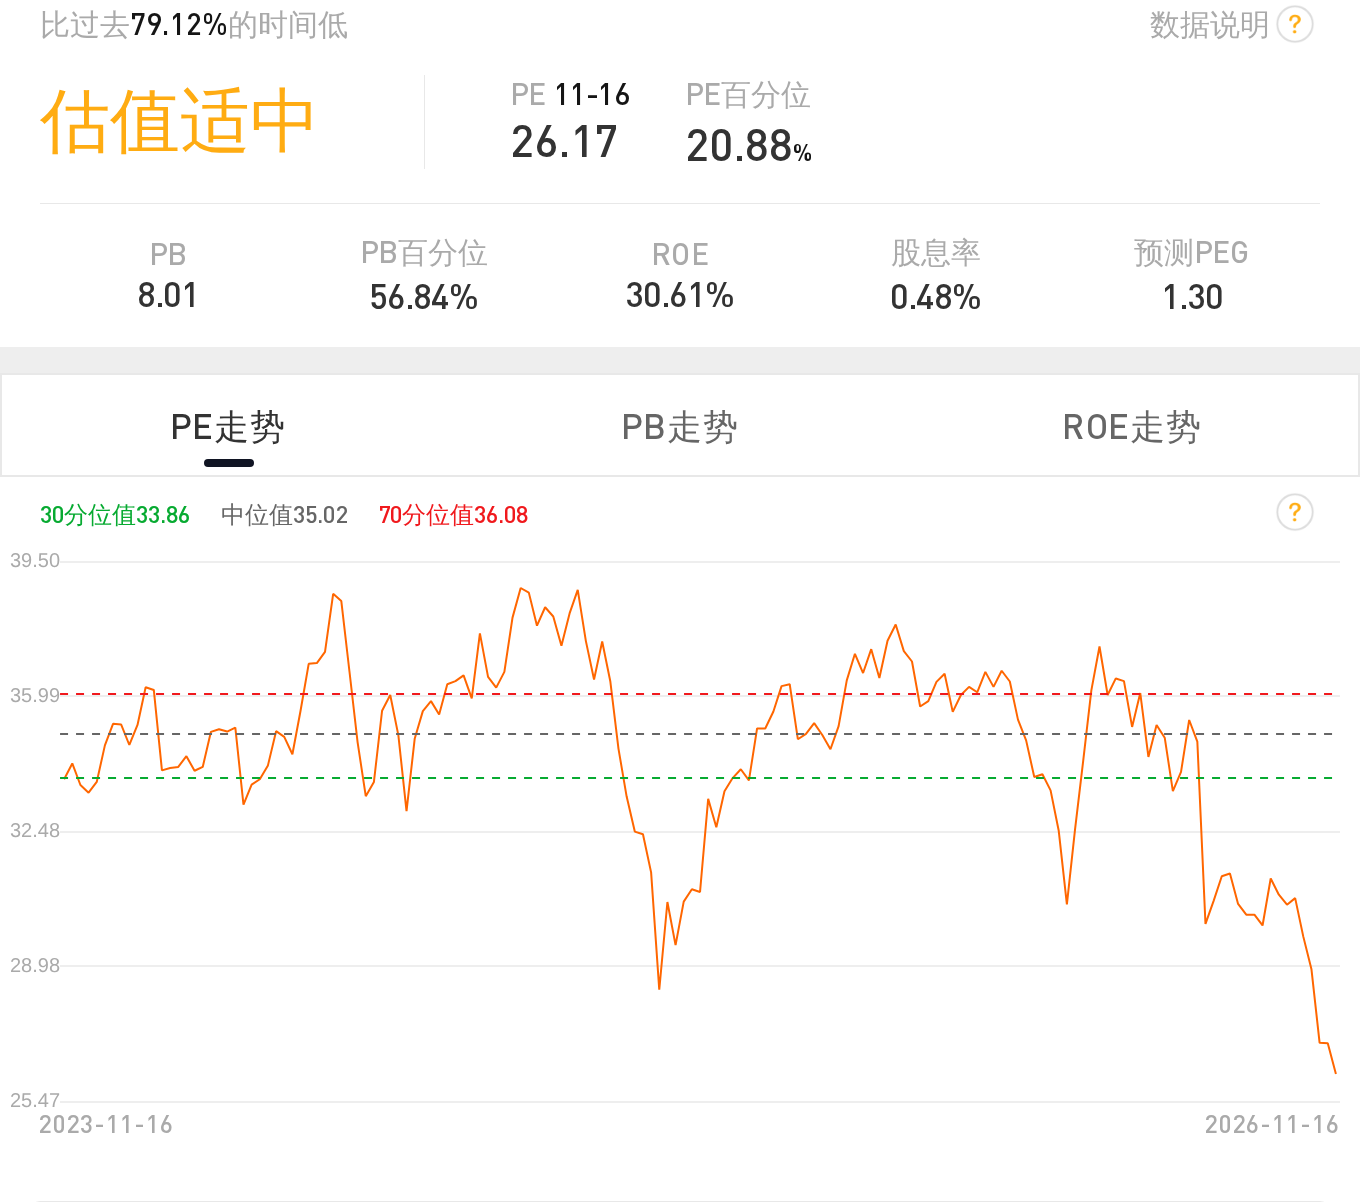 比过去79.12%的时间低
数据说明 ?
估值适中
PE 11-16
26.17
PE百分位
20.88%
PB
8.01
PB百分位
56.84%
ROE
30.61%
股息率
0.48%
预测PEG
1.30
PE走势
PB走势
ROE走势
30分位值33.86 中位值35.02 70分位值36.08 ?
39.50
35.99
32.48
28.98
25.47
2023-11-16
2026-11-16